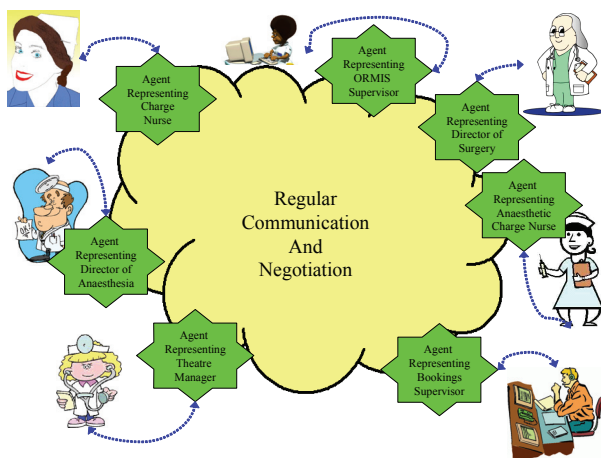 Agent
Representing
Charge
Nurse
Agent
Representing
ORMIS
Supervisor
Agent
Representing
Director of
Surgery
Agent
Representing
Anaesthetic
Charge Nurse
Regular
Communication
And
Negotiation
Agent
Representing
Director of
Anaesthesia
Agent
Representing
Theatre
Manager
Agent
Representing
Bookings
Supervisor